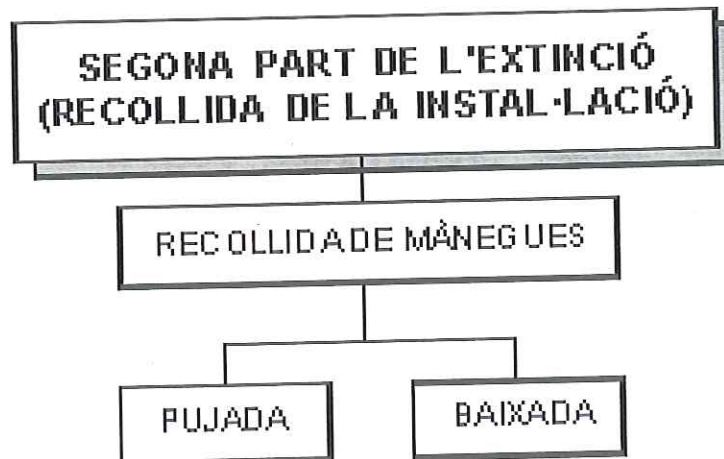 SEGONA PART DE L'EXTINCIÓ
(RECOLLIDA DE LA INSTAL·LACIÓ)
RECOLLIDA DE MÀNEGUES
PUJADA
BAIXADA